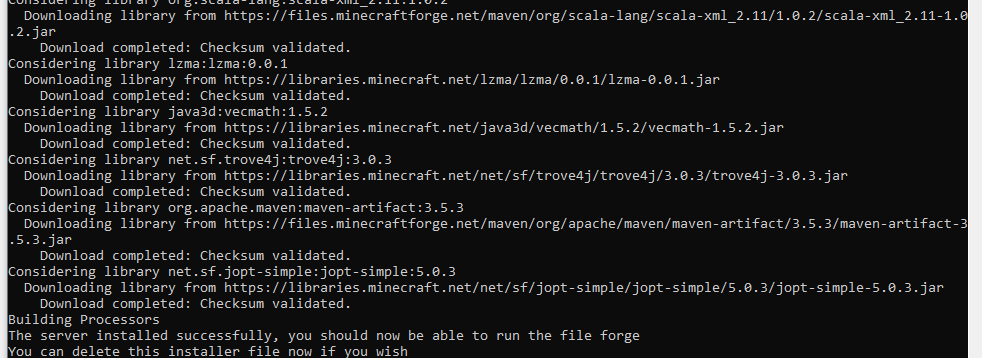 Considering library org.scala-lang:scala-xml_2.11:1.0.2
  Downloading library from https://files.minecraftforge.net/maven/org/scala-lang/scala-xml_2.11/1.0.2/scala-xml_2.11-1.0
.2.jar
    Download completed: Checksum validated.
Considering library lzma:lzma:0.0.1
  Downloading library from https://libraries.minecraft.net/lzma/lzma/0.0.1/lzma-0.0.1.jar
    Download completed: Checksum validated.
Considering library java3d:vecmath:1.5.2
  Downloading library from https://libraries.minecraft.net/java3d/vecmath/1.5.2/vecmath-1.5.2.jar
    Download completed: Checksum validated.
Considering library net.sf.trove4j:trove4j:3.0.3
  Downloading library from https://libraries.minecraft.net/net/sf/trove4j/trove4j/3.0.3/trove4j-3.0.3.jar
    Download completed: Checksum validated.
Considering library org.apache.maven:maven-artifact:3.5.3
  Downloading library from https://files.minecraftforge.net/maven/org/apache/maven/maven-artifact/3.5.3/maven-artifact-3
.5.3.jar
    Download completed: Checksum validated.
Considering library net.sf.jopt-simple:jopt-simple:5.0.3
  Downloading library from https://libraries.minecraft.net/net/sf/jopt-simple/jopt-simple/5.0.3/jopt-simple-5.0.3.jar
    Download completed: Checksum validated.
Building Processors
The server installed successfully, you should now be able to run the file forge
You can delete this installer file now if you wish